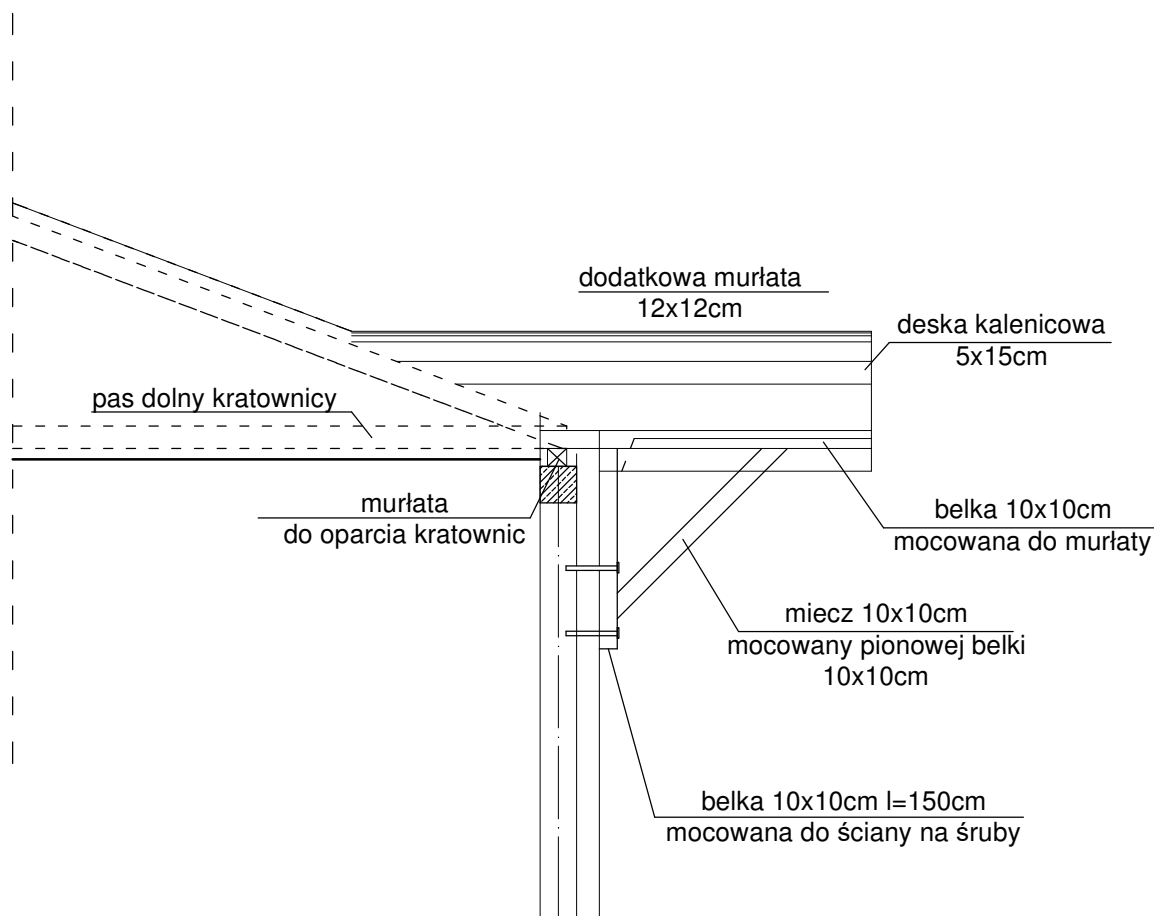 dodatkowa murłata
12x12cm
deska kalenicowa
5x15cm
pas dolny kratownicy
murłata
do oparcia kratownic
belka 10x10cm
mocowana do murłaty
miecz 10x10cm
mocowany pionowej belki
10x10cm
belka 10x10cm l=150cm
mocowana do ściany na śruby